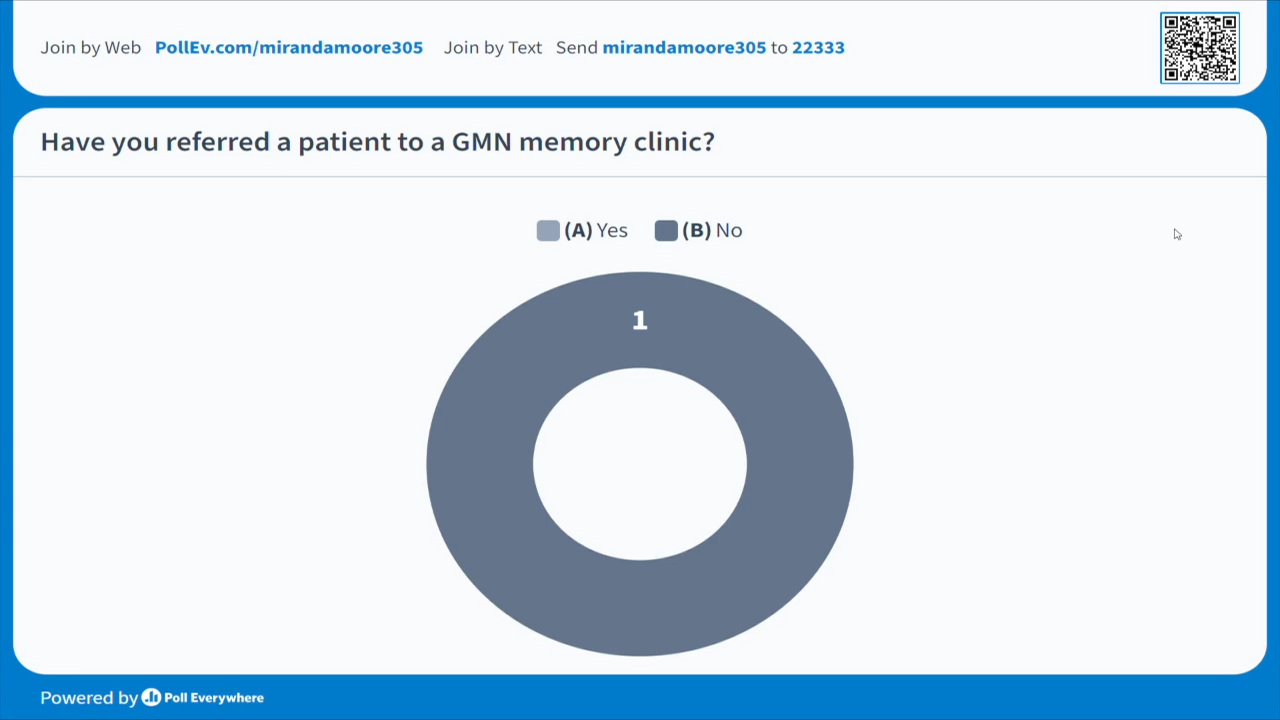 Join by Web PollEv.com/mirandamoore305 Join by Text Send mirandamoore305 to 22333
Have you referred a patient to a GMN memory clinic?
(A) Yes (B) No
1
Powered by Poll Everywhere